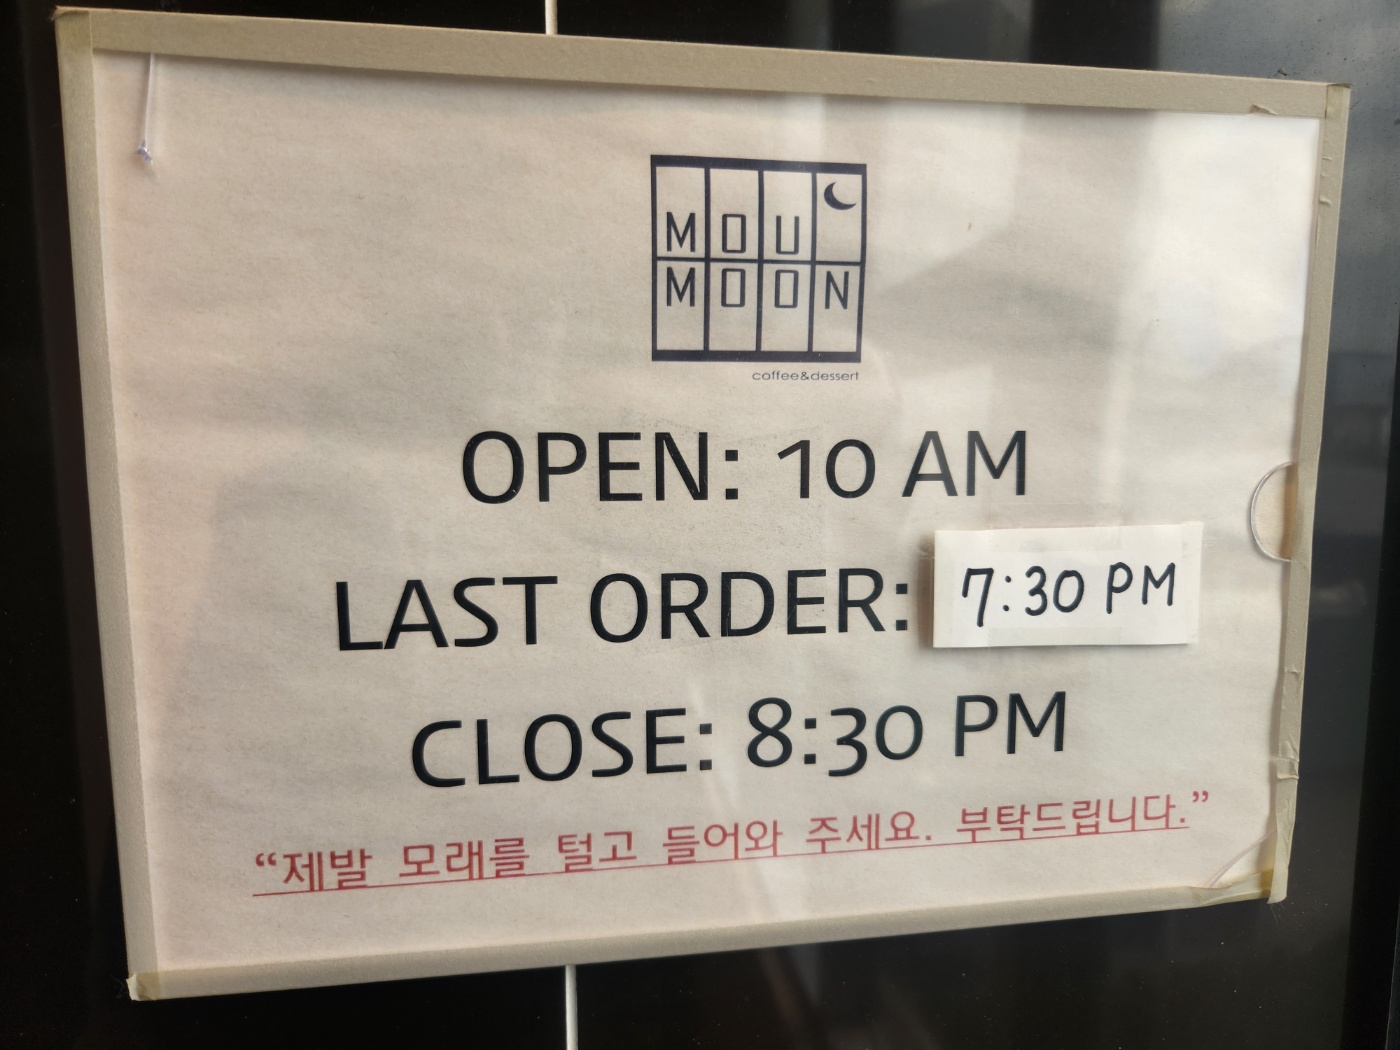 MOU
MOON
coffee&dessert
OPEN: 10 AM
LAST ORDER: 7:30 PM
CLOSE: 8:30 PM
“제발 모래를 털고 들어와 주세요. 부탁드립니다.”